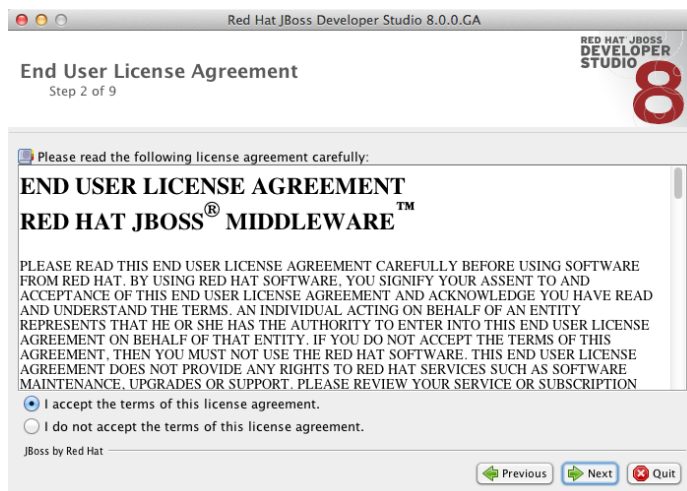 Red Hat JBoss Developer Studio 8.0.0.GA
RED HAT® JBOSS
DEVELOPER
STUDIO
8
End User License Agreement
Step 2 of 9
Please read the following license agreement carefully:
END USER LICENSE AGREEMENT
RED HAT JBOSS® MIDDLEWARE™
PLEASE READ THIS END USER LICENSE AGREEMENT CAREFULLY BEFORE USING SOFTWARE
FROM RED HAT. BY USING RED HAT SOFTWARE, YOU SIGNIFY YOUR ASSENT TO AND
ACCEPTANCE OF THIS END USER LICENSE AGREEMENT AND ACKNOWLEDGE YOU HAVE READ
AND UNDERSTAND THE TERMS. AN INDIVIDUAL ACTING ON BEHALF OF AN ENTITY
REPRESENTS THAT HE OR SHE HAS THE AUTHORITY TO ENTER INTO THIS END USER LICENSE
AGREEMENT ON BEHALF OF THAT ENTITY. IF YOU DO NOT ACCEPT THE TERMS OF THIS
AGREEMENT, THEN YOU MUST NOT USE THE RED HAT SOFTWARE. THIS END USER LICENSE
AGREEMENT DOES NOT PROVIDE ANY RIGHTS TO RED HAT SERVICES SUCH AS SOFTWARE
MAINTENANCE, UPGRADES OR SUPPORT. PLEASE REVIEW YOUR SERVICE OR SUBSCRIPTION
I accept the terms of this license agreement.
I do not accept the terms of this license agreement.
JBoss by Red Hat
Previous
Next
Quit